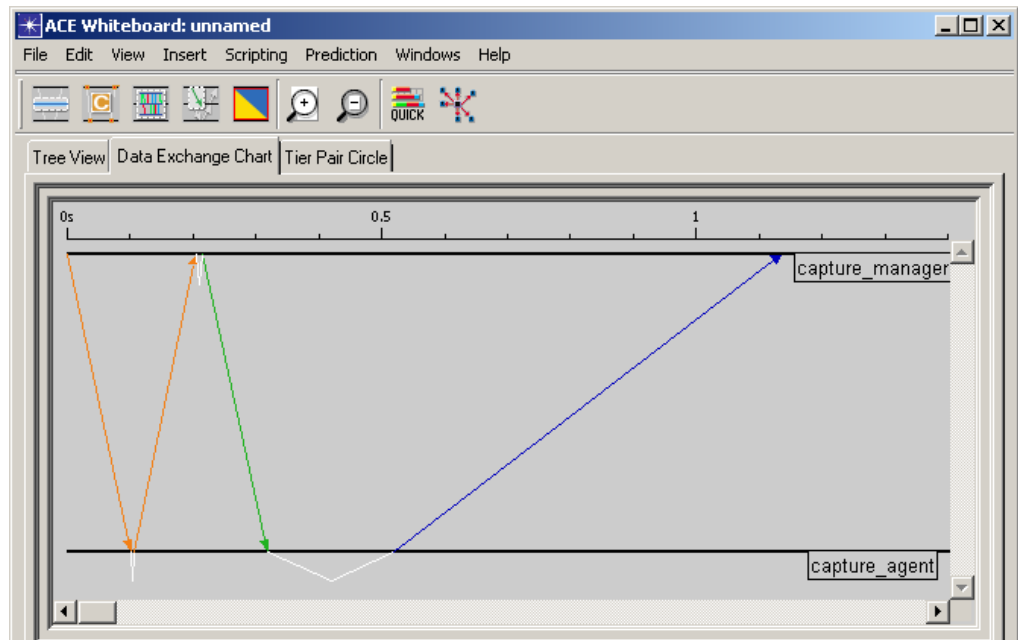 ACE Whiteboard: unnamed
File Edit View Insert Scripting Prediction Windows Help
C QUICK
Tree View Data Exchange Chart Tier Pair Circle
0s 0.5 1
capture_manager
capture_agent